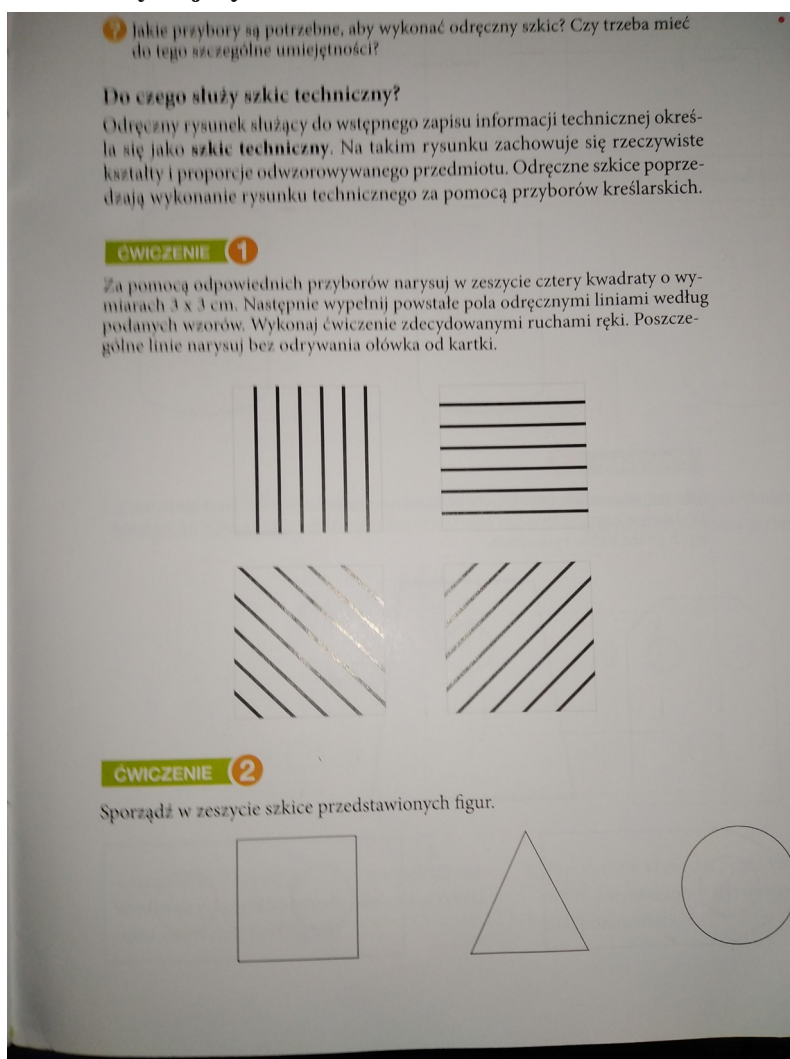 ? Jakie przybory są potrzebne, aby wykonać odręczny szkic? Czy trzeba mieć
do tego szczególne umiejętności?
Do czego służy szkic techniczny?
Odręczny rysunek służący do wstępnego zapisu informacji technicznej okreś-
la się jako szkic techniczny. Na takim rysunku zachowuje się rzeczywiste
kształty i proporcje odwzorowywanego przedmiotu. Odręczne szkice poprze-
dzają wykonanie rysunku technicznego za pomocą przyborów kreślarskich.
ĆWICZENIE 1
Za pomocą odpowiednich przyborów narysuj w zeszycie cztery kwadraty o wy-
miarach 3 x 3 cm. Następnie wypełnij powstałe pola odręcznymi liniami według
podanych wzorów. Wykonaj ćwiczenie zdecydowanymi ruchami ręki. Poszcze-
gólne linie narysuj bez odrywania ołówka od kartki.
ĆWICZENIE 2
Sporządź w zeszycie szkice przedstawionych figur.